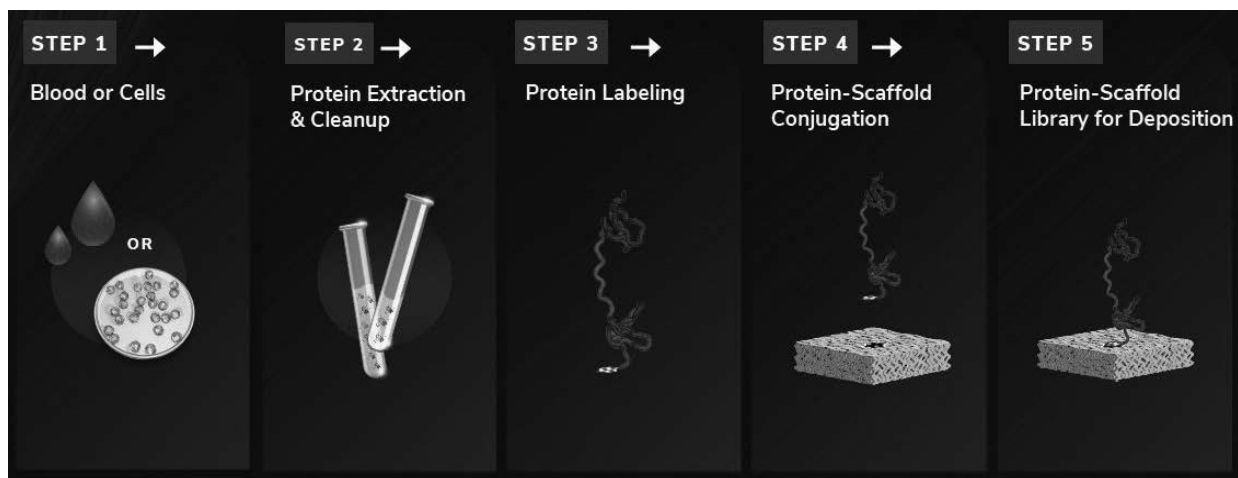 STEP 1
Blood or Cells
OR
STEP 2
Protein Extraction
& Cleanup
STEP 3
Protein Labeling
STEP 4
Protein-Scaffold
Conjugation
STEP 5
Protein-Scaffold
Library for Deposition